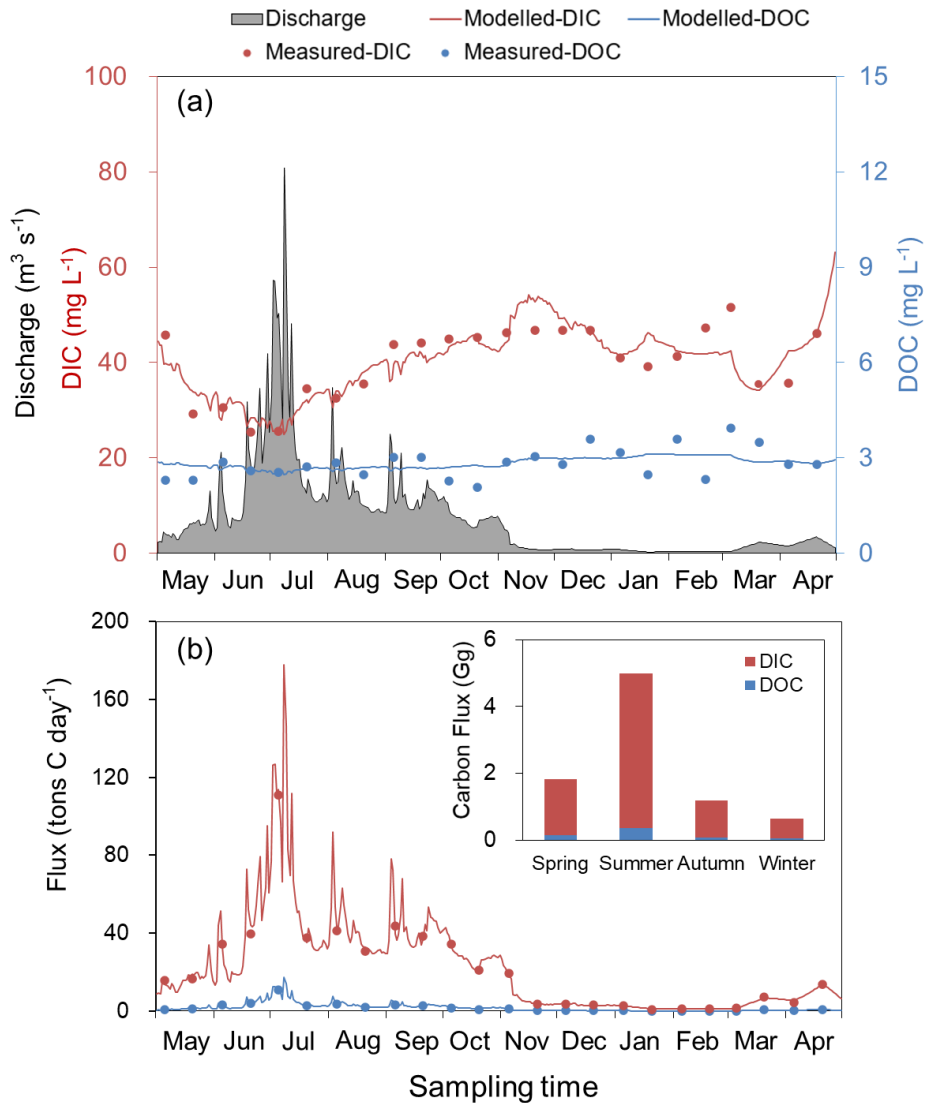 Discharge Modelled-DIC Modelled-DOC
Measured-DIC Measured-DOC
(a)
Discharge (m³ s⁻¹)
DIC (mg L⁻¹)
100
80
60
40
20
0
15
12
9
6
3
0
DOC (mg L⁻¹)
May Jun Jul Aug Sep Oct Nov Dec Jan Feb Mar Apr
(b)
Flux (tons C day⁻¹)
200
160
120
80
40
0
Carbon Flux (Gg)
6
4
2
0
DIC
DOC
Spring Summer Autumn Winter
May Jun Jul Aug Sep Oct Nov Dec Jan Feb Mar Apr
Sampling time